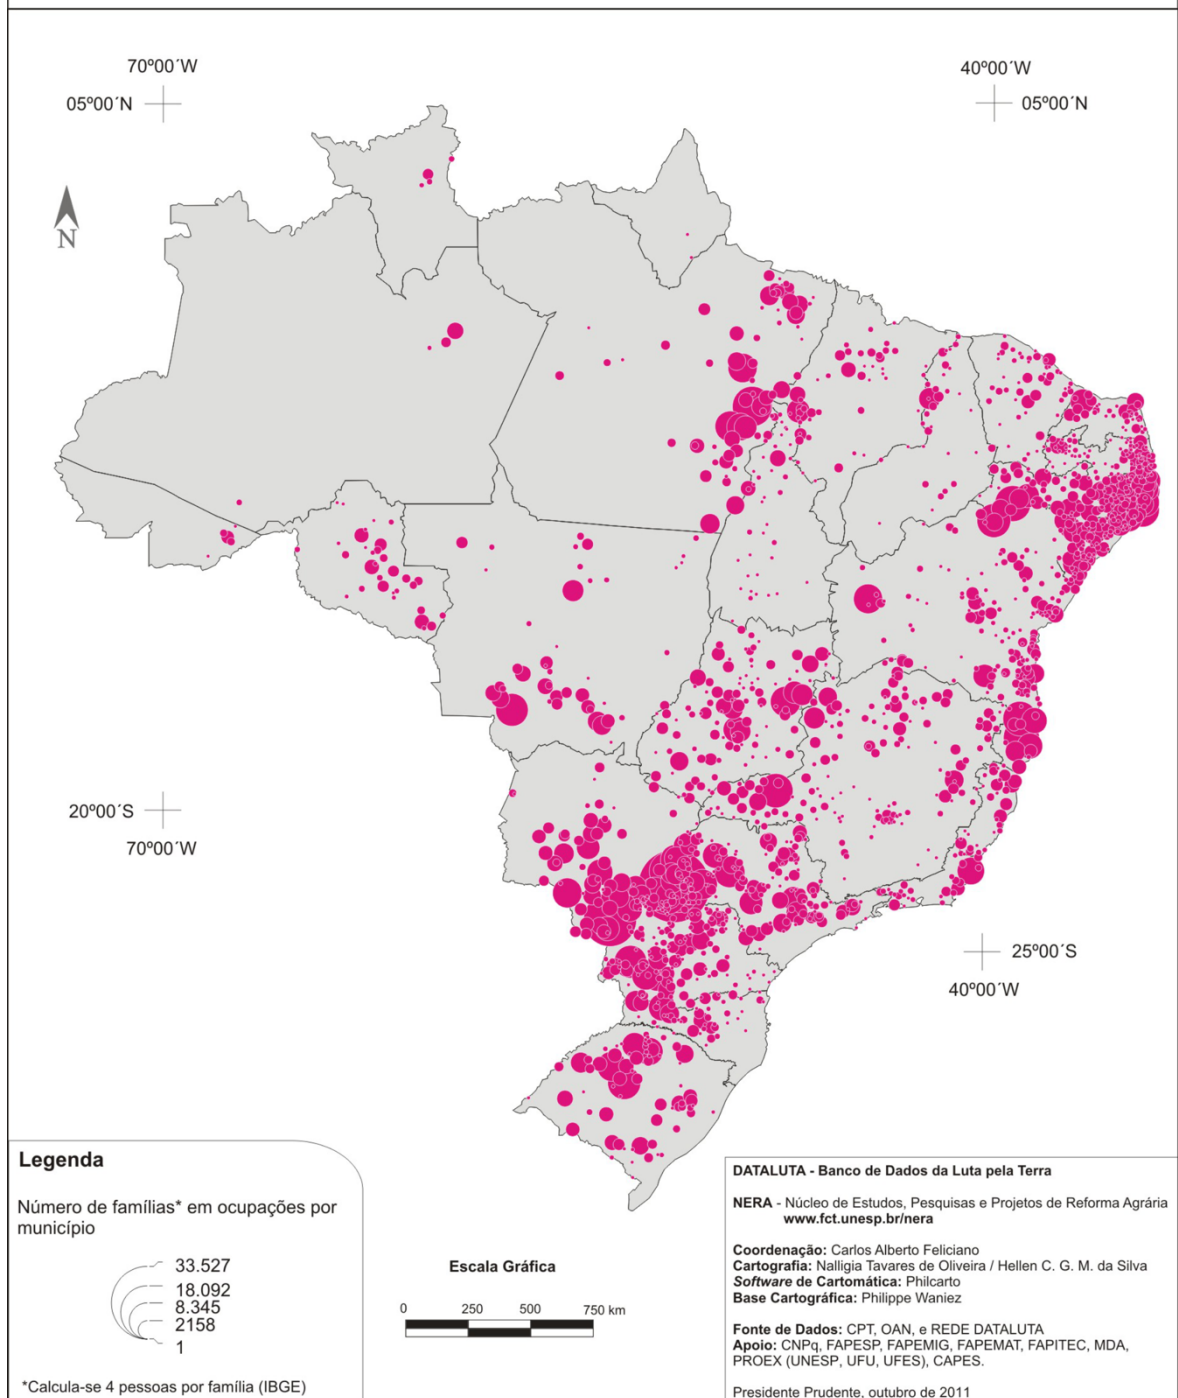 70º00´W
40º00´W
05º00´N
05º00´N
N
20º00´S
70º00´W
25º00´S
40º00´W
Legenda
Número de famílias* em ocupações por
município
33.527
18.092
8.345
2158
1
*Calcula-se 4 pessoas por família (IBGE)
Escala Gráfica
0 250 500 750 km
DATALUTA - Banco de Dados da Luta pela Terra
NERA - Núcleo de Estudos, Pesquisas e Projetos de Reforma Agrária
www.fct.unesp.br/nera
Coordenação: Carlos Alberto Feliciano
Cartografia: Nalligia Tavares de Oliveira / Hellen C. G. M. da Silva
Software de Cartomática: Philcarto
Base Cartográfica: Philippe Waniez
Fonte de Dados: CPT, OAN, e REDE DATALUTA
Apoio: CNPq, FAPESP, FAPEMIG, FAPEMAT, FAPITEC, MDA,
PROEX (UNESP, UFU, UFES), CAPES.
Presidente Prudente, outubro de 2011